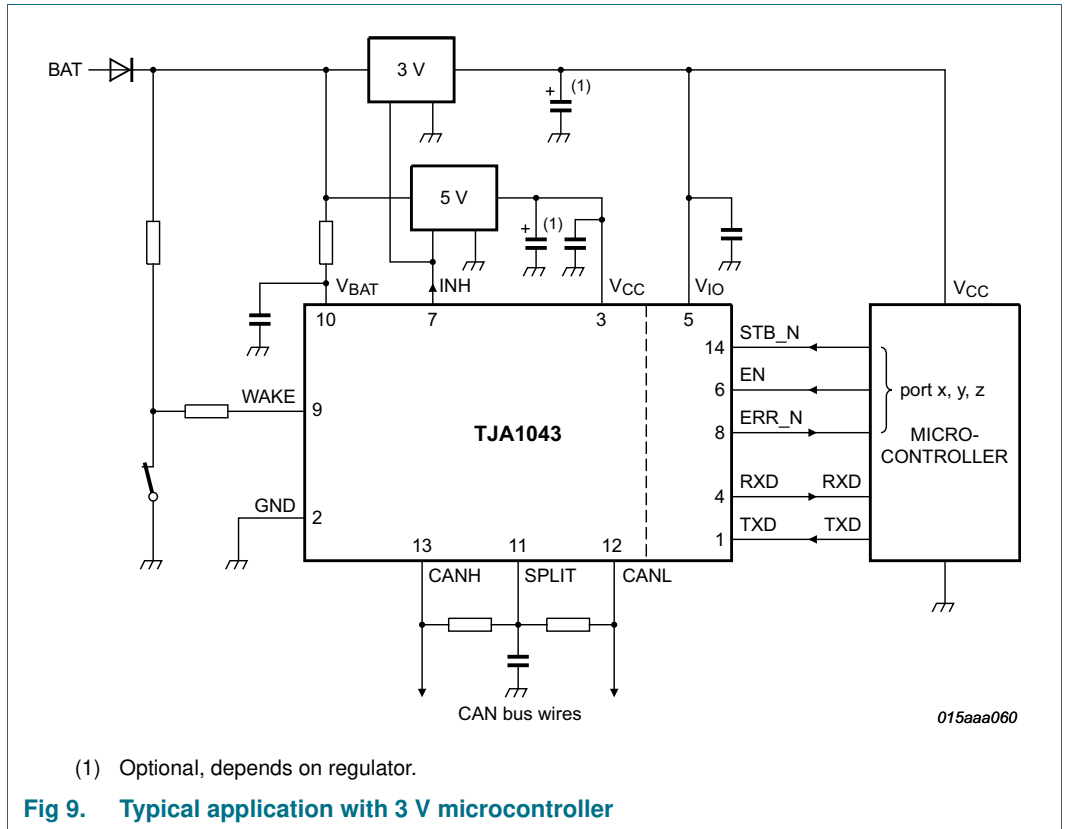 BAT
3 V
(1)
+
5 V
(1)
+
VBAT
INH
VCC
VIO
VCC
10
7
3
5
14
STB_N
6
EN
port x, y, z
8
ERR_N
MICRO-
CONTROLLER
WAKE
9
TJA1043
4
RXD
RXD
GND
2
1
TXD
TXD
13
11
12
CANH
SPLIT
CANL
CAN bus wires
015aaa060
(1) Optional, depends on regulator.
Fig 9. Typical application with 3 V microcontroller